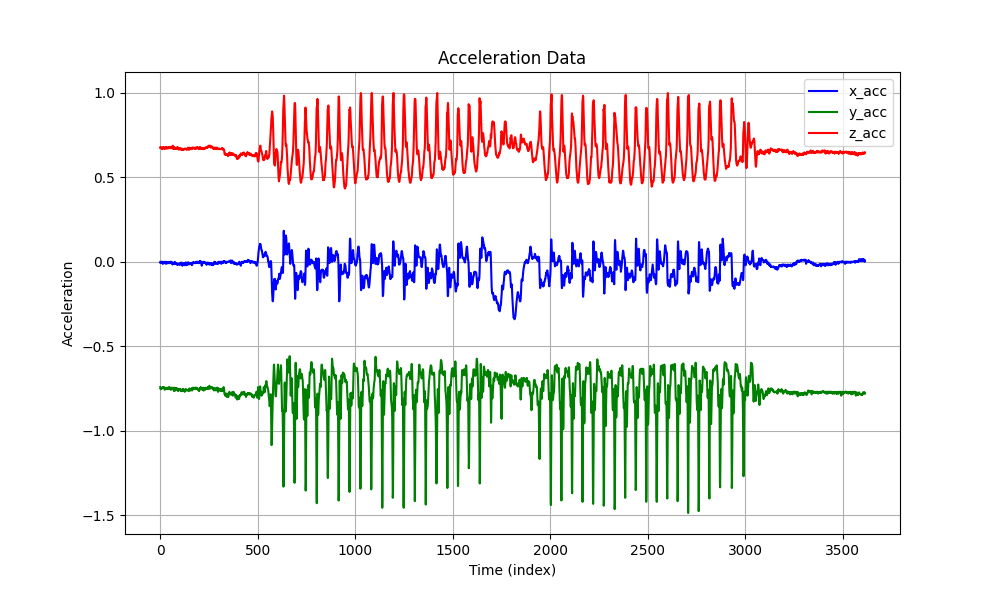 Acceleration Data
x_acc
y_acc
z_acc
1.0
0.5
0.0
−0.5
−1.0
−1.5
Acceleration
0
500
1000
1500
2000
2500
3000
3500
Time (index)